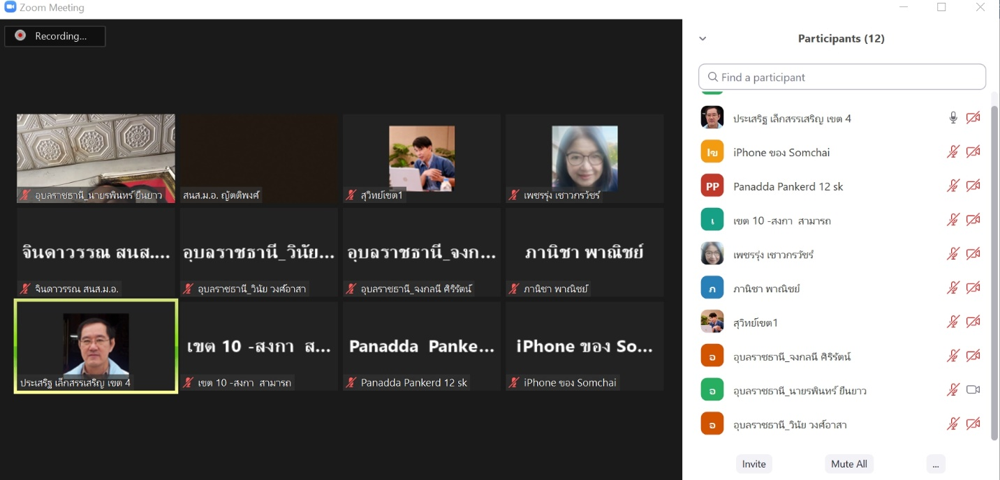 Zoom Meeting
Recording...
อุบลราชธานี_นายรพินทร์ ยืนยาว
สนส.ม.อ. ญัตติพงศ์
สุวิทย์เขต1
เพชรรุ่ง เชาวกรวัชร์
จินดาวรรณ สนส....
จินดาวรรณ สนส.ม.อ.
อุบลราชธานี_วินัย...
อุบลราชธานี_วินัย วงศ์อาสา
อุบลราชธานี_จงก...
อุบลราชธานี_จงกลนี ศิริรัตน์
ภานิชา พาณิชย์
ภานิชา พาณิชย์
ประเสริฐ เล็กสรรเสริญ เขต 4
เขต 10 -สงกา ส...
เขต 10 -สงกา สามารถ
Panadda Panke...
Panadda Pankerd 12 sk
iPhone ของ So...
iPhone ของ Somchai
Participants (12)
Find a participant
ประเสริฐ เล็กสรรเสริญ เขต 4
Iข iPhone ของ Somchai
PP Panadda Pankerd 12 sk
เ เขต 10 -สงกา สามารถ
เพชรรุ่ง เชาวกรวัชร์
ภ ภานิชา พาณิชย์
สุวิทย์เขต1
อ อุบลราชธานี_จงกลนี ศิริรัตน์
อ อุบลราชธานี_นายรพินทร์ ยืนยาว
อ อุบลราชธานี_วินัย วงศ์อาสา
Invite
Mute All
...